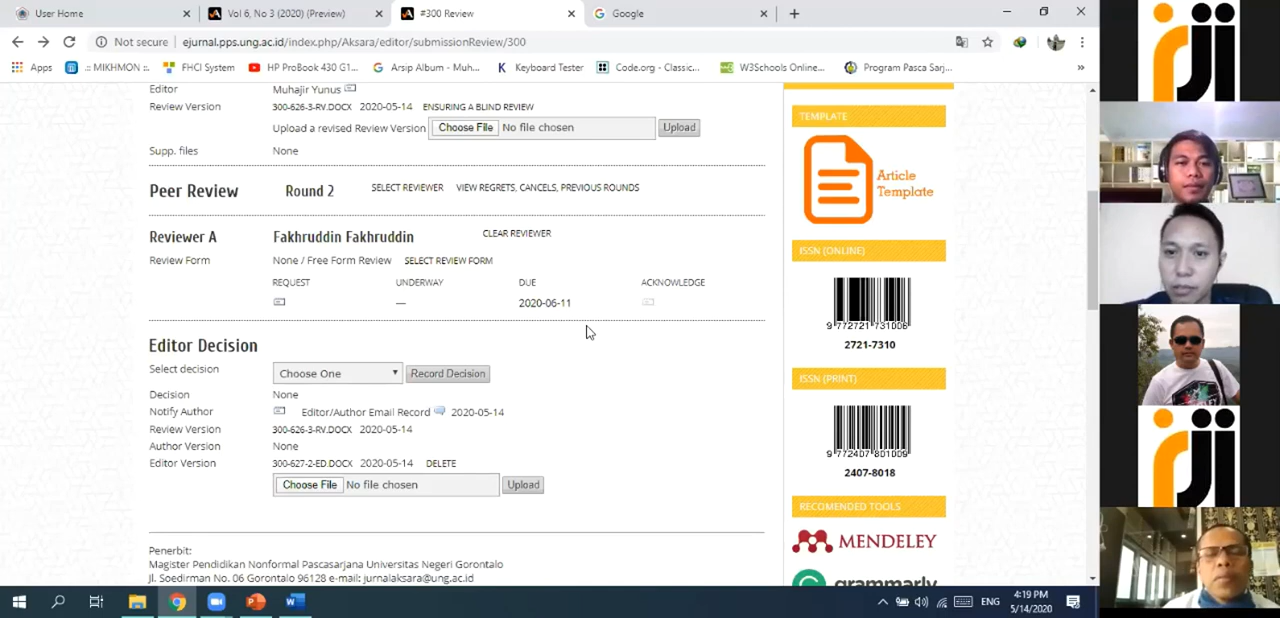 User Home
Vol 6, No 3 (2020) (Preview)
#300 Review
Google
Not secure
ejurnal.pps.ung.ac.id/index.php/Aksara/editor/submissionReview/300
Apps
.:: MIKHMON ::.
FHCI System
HP ProBook 430 G1...
Arsip Album - Muh...
Keyboard Tester
Code.org - Classic...
W3Schools Online...
Program Pasca Sarj...
Editor Muhajir Yunus
Review Version 300-626-3-RV.DOCX 2020-05-14 ENSURING A BLIND REVIEW
Upload a revised Review Version Choose File No file chosen Upload
Supp. files None
Peer Review Round 2 SELECT REVIEWER VIEW REGRETS, CANCELS, PREVIOUS ROUNDS
Reviewer A Fakhruddin Fakhruddin CLEAR REVIEWER
Review Form None / Free Form Review SELECT REVIEW FORM
REQUEST UNDERWAY DUE ACKNOWLEDGE
— 2020-06-11
Editor Decision
Select decision Choose One Record Decision
Decision None
Notify Author Editor/Author Email Record 2020-05-14
Review Version 300-626-3-RV.DOCX 2020-05-14
Author Version None
Editor Version 300-627-2-ED.DOCX 2020-05-14 DELETE
Choose File No file chosen Upload
Penerbit:
Magister Pendidikan Nonformal Pascasarjana Universitas Negeri Gorontalo
Jl. Soedirman No. 06 Gorontalo 96128 e-mail: jurnalaksara@ung.ac.id
TEMPLATE
Article
Template
ISSN (ONLINE)
9 772721 731006
2721-7310
ISSN (PRINT)
9 772407 801009
2407-8018
RECOMENDED TOOLS
MENDELEY
grammarly
rji
rji
ENG
4:19 PM
5/14/2020